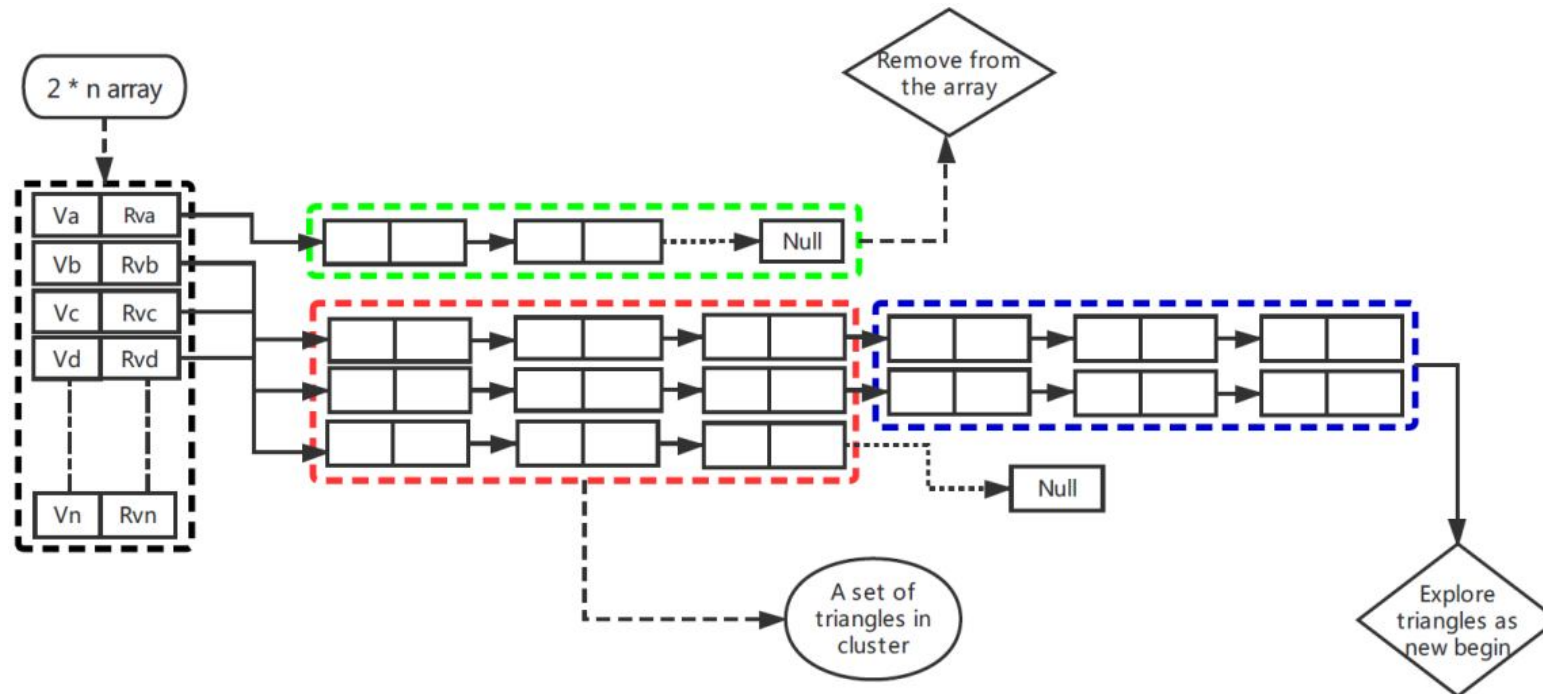 2 * n array
Remove from
the array
Va Rva
Vb Rvb
Vc Rvc
Vd Rvd
Vn Rvn
Null
Null
A set of
triangles in
cluster
Explore
triangles as
new begin